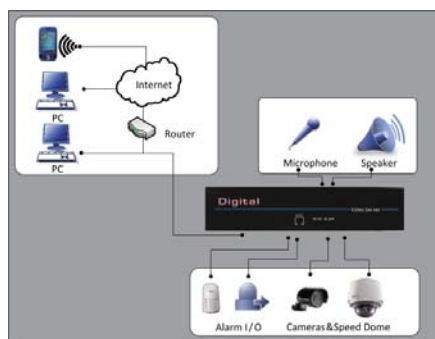 Internet
PC
Router
PC
Microphone
Speaker
Digital
Alarm I/O
Cameras&Speed Dome